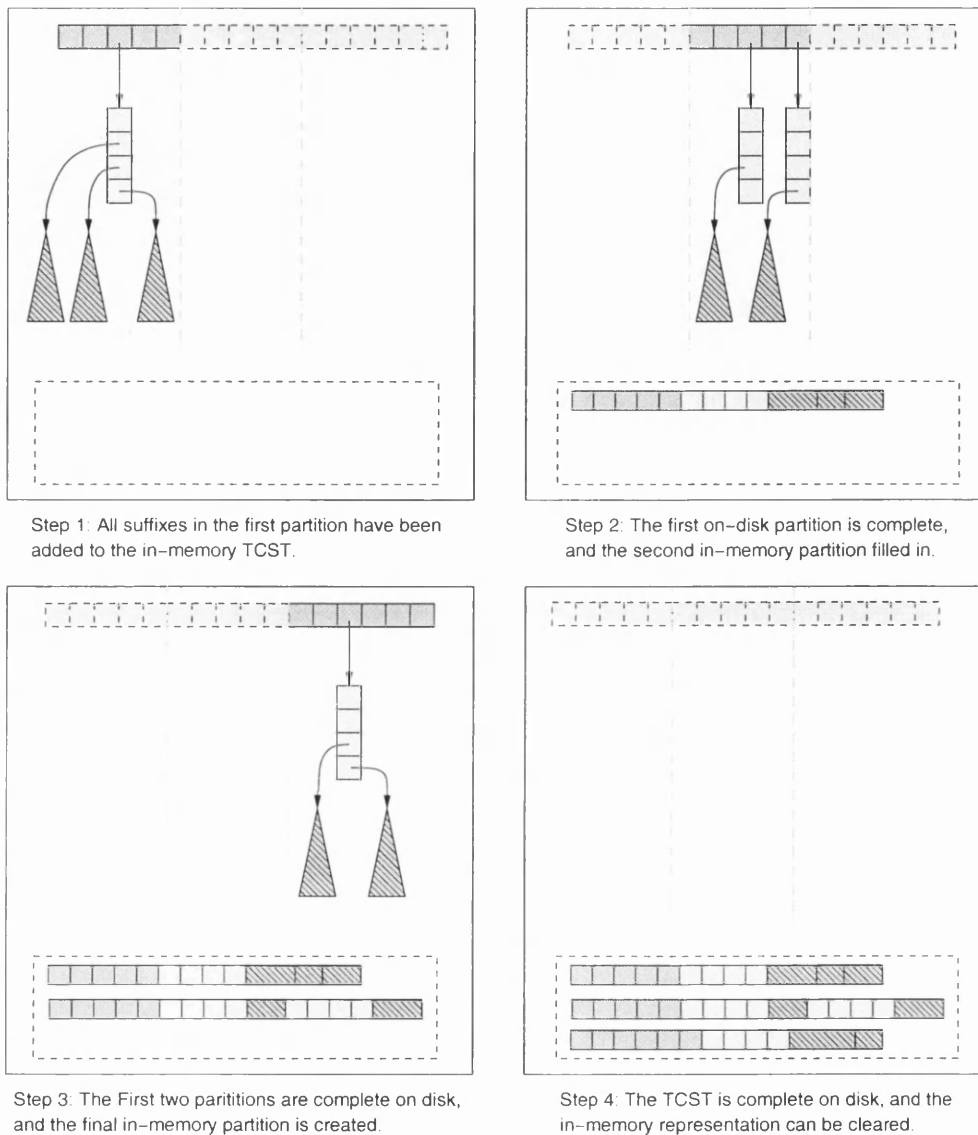 Step 1: All suffixes in the first partition have been
added to the in-memory TCST.
Step 2: The first on-disk partition is complete,
and the second in-memory partition filled in.
Step 3: The First two parititions are complete on disk,
and the final in-memory partition is created.
Step 4: The TCST is complete on disk, and the
in-memory representation can be cleared.